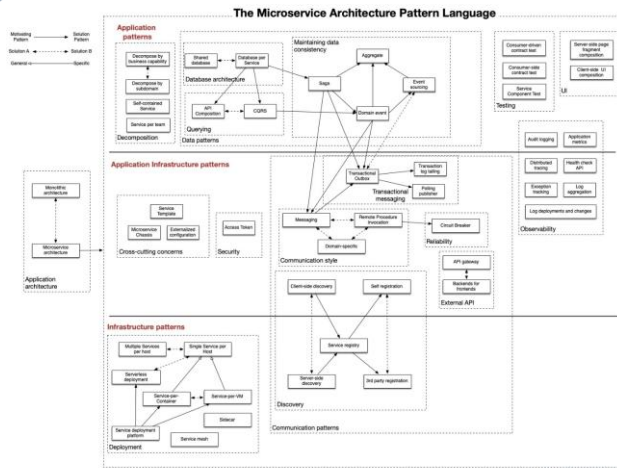 The Microservice Architecture Pattern Language
Motivating
Pattern
Solution
Pattern
Solution A
Solution B
General
Specific
Application
patterns
Decompose by
business capability
Decompose by
subdomain
Self-contained
Service
Service per team
Decomposition
Shared
database
Database per
Service
Database architecture
API
Composition
CQRS
Querying
Data patterns
Maintaining data
consistency
Aggregate
Saga
Event
sourcing
Domain event
Consumer-driven
contract test
Consumer-side
contract test
Service
Component Test
Testing
Server-side page
fragment composition
Client-side UI
composition
UI
Application Infrastructure patterns
Monolithic
architecture
Microservice
architecture
Application
architecture
Service
Template
Microservice
Chassis
Externalized
configuration
Cross-cutting concerns
Access Token
Security
Transactional
Outbox
Transaction
log tailing
Polling
publisher
Transactional
messaging
Messaging
Remote Procedure
Invocation
Domain-specific
Communication style
Circuit Breaker
Reliability
API gateway
Backends for
frontends
External API
Audit logging
Application
metrics
Distributed
tracing
Health check
API
Exception
tracking
Log
aggregation
Log deployments and changes
Observability
Client-side discovery
Self registration
Service registry
Server-side
discovery
3rd party registration
Discovery
Communication patterns
Infrastructure patterns
Multiple Services
per host
Single Service per
Host
Serverless
deployment
Service-per-
Container
Service-per-VM
Service deployment
platform
Sidecar
Service mesh
Deployment